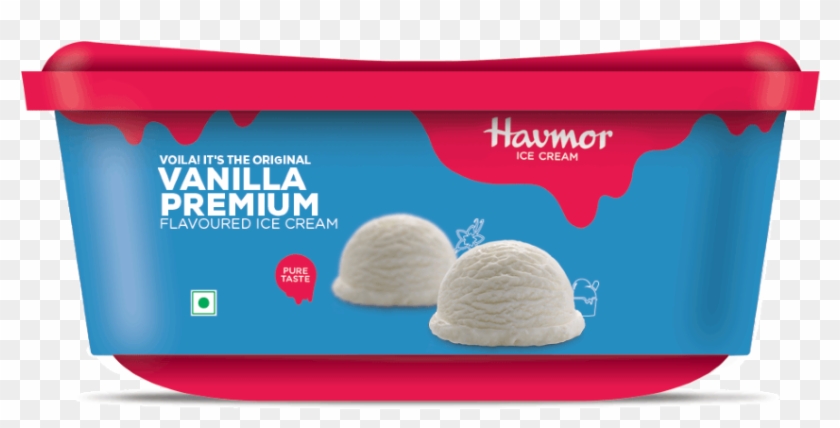 Havmor
ICE CREAM
VOILA! IT'S THE ORIGINAL
VANILLA
PREMIUM
FLAVOURED ICE CREAM
PURE
TASTE